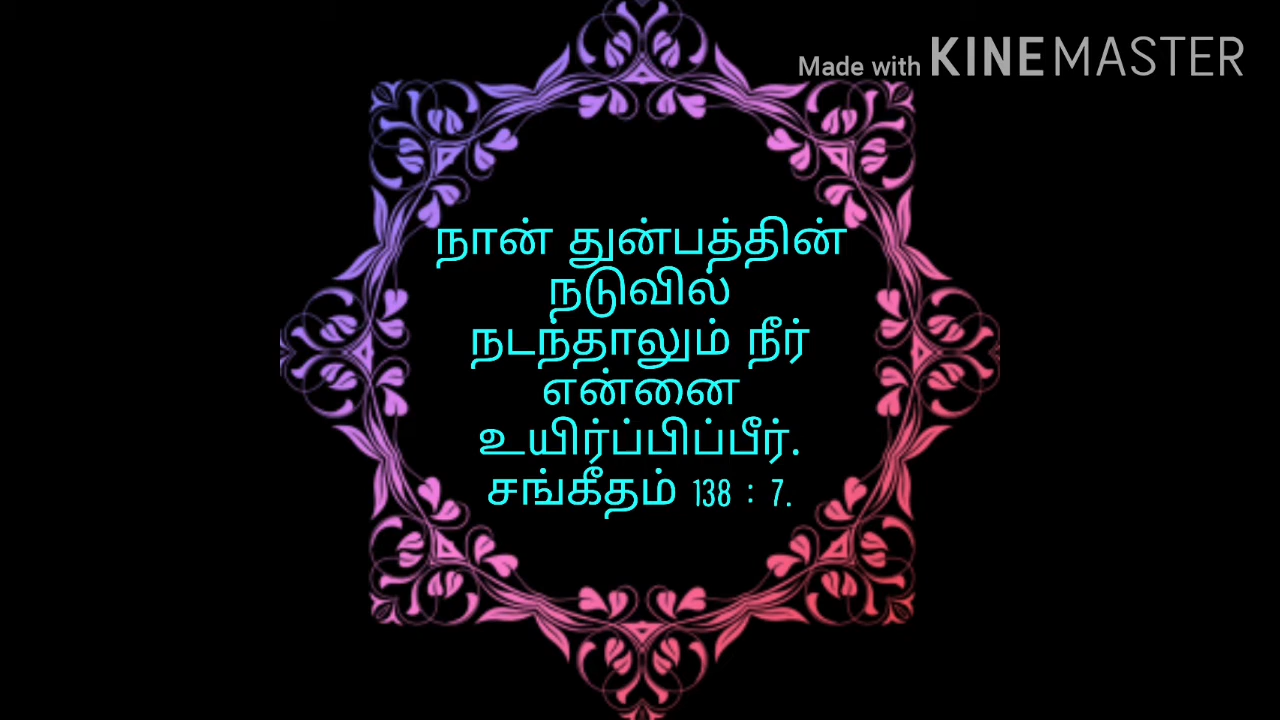 Made with KINEMASTER
நான் துன்பத்தின்
நடுவில்
நடந்தாலும் நீர்
என்னை
உயிர்ப்பிப்பீர்.
சங்கீதம் 138 : 7.